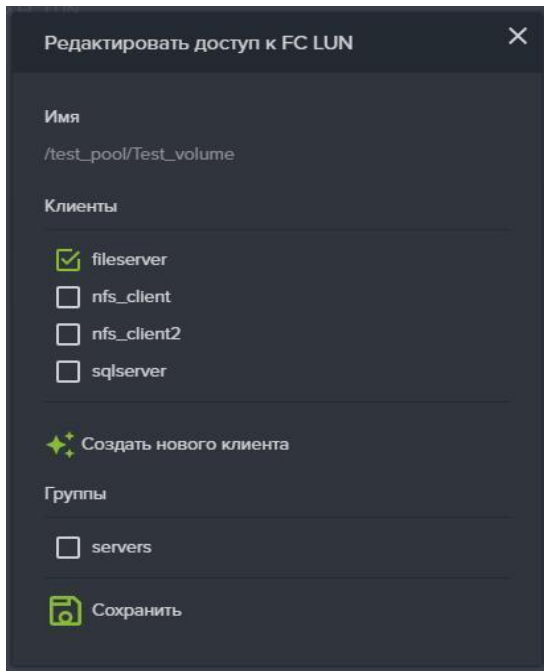 Редактировать доступ к FC LUN
Имя
/test_pool/Test_volume
Клиенты
fileserver
nfs_client
nfs_client2
sqlserver
Создать нового клиента
Группы
servers
Сохранить